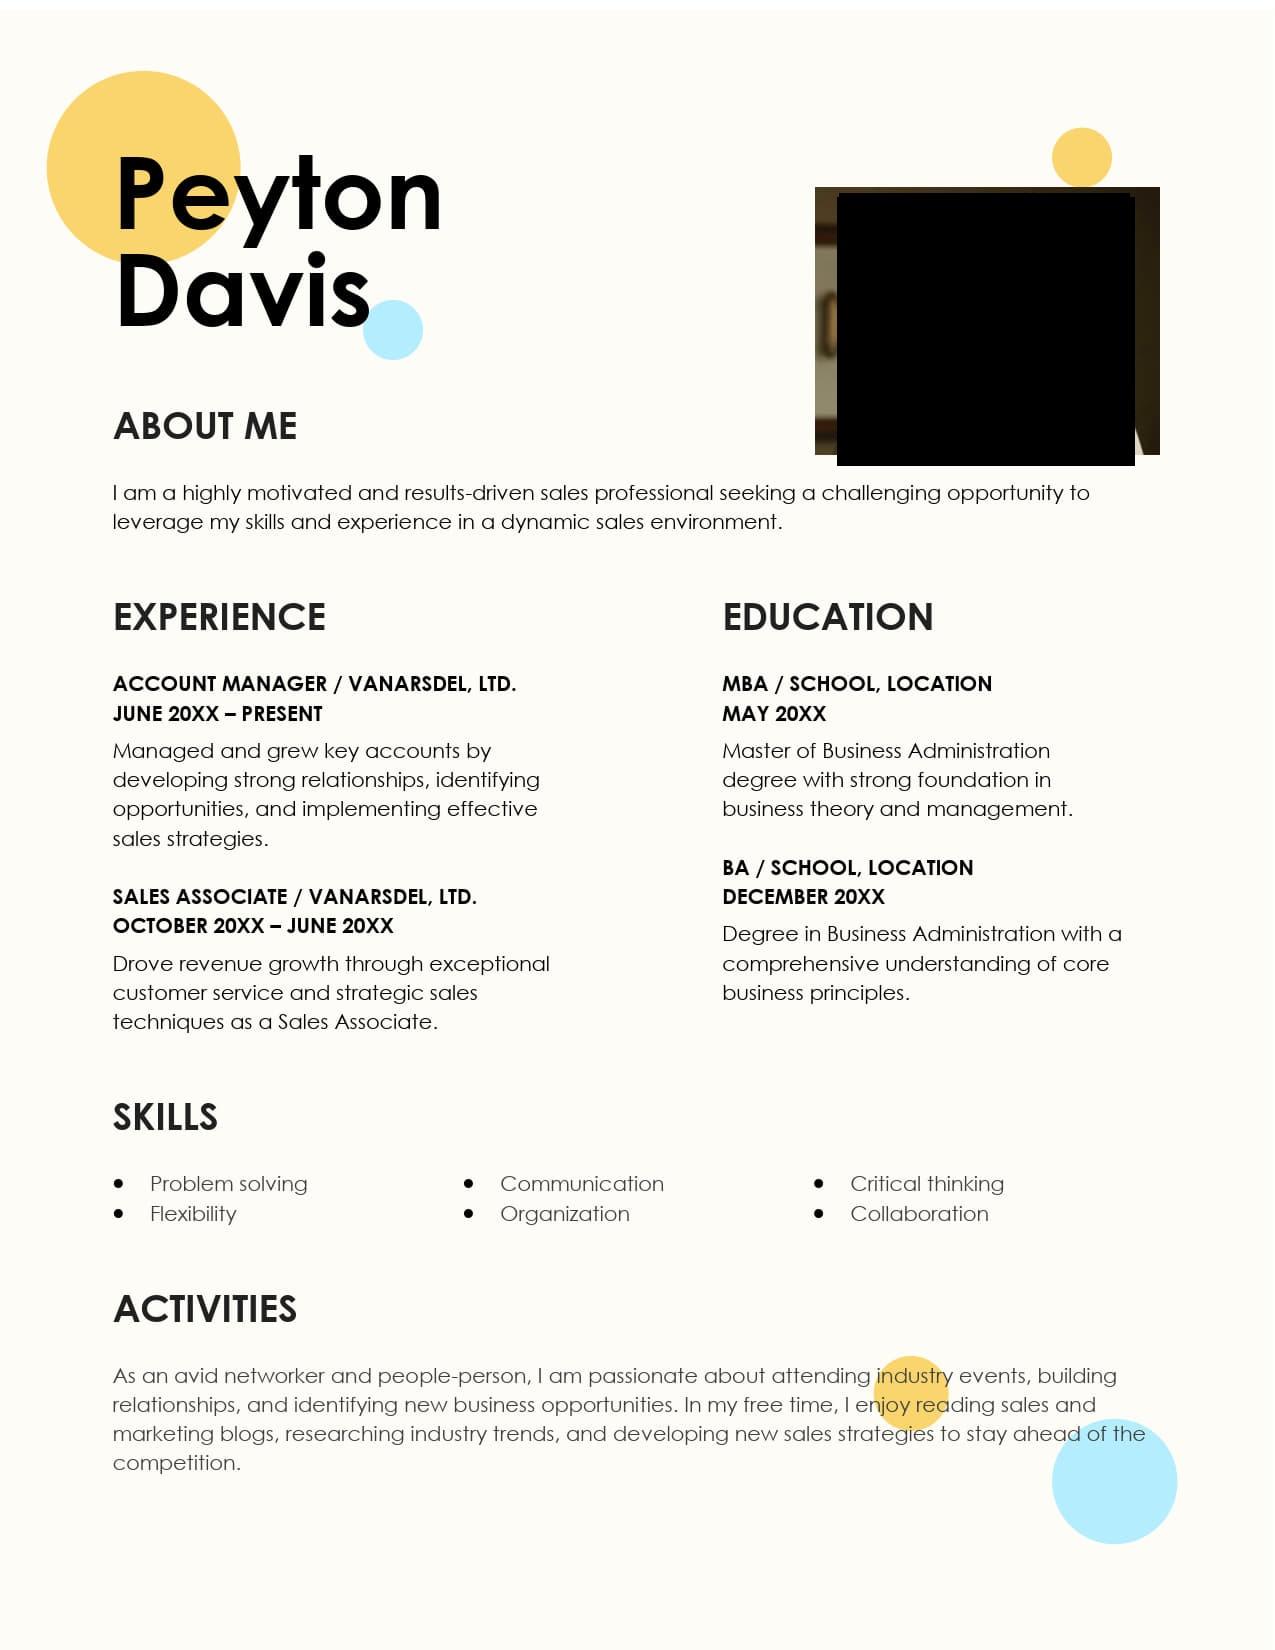 Peyton
Davis
ABOUT ME
I am a highly motivated and results-driven sales professional seeking a challenging opportunity to
leverage my skills and experience in a dynamic sales environment.
EXPERIENCE
ACCOUNT MANAGER / VANARSDEL, LTD.
JUNE 20XX – PRESENT
Managed and grew key accounts by
developing strong relationships, identifying
opportunities, and implementing effective
sales strategies.
SALES ASSOCIATE / VANARSDEL, LTD.
OCTOBER 20XX – JUNE 20XX
Drove revenue growth through exceptional
customer service and strategic sales
techniques as a Sales Associate.
EDUCATION
MBA / SCHOOL, LOCATION
MAY 20XX
Master of Business Administration
degree with strong foundation in
business theory and management.
BA / SCHOOL, LOCATION
DECEMBER 20XX
Degree in Business Administration with a
comprehensive understanding of core
business principles.
SKILLS
• Problem solving
• Flexibility
• Communication
• Organization
• Critical thinking
• Collaboration
ACTIVITIES
As an avid networker and people-person, I am passionate about attending industry events, building
relationships, and identifying new business opportunities. In my free time, I enjoy reading sales and
marketing blogs, researching industry trends, and developing new sales strategies to stay ahead of the
competition.